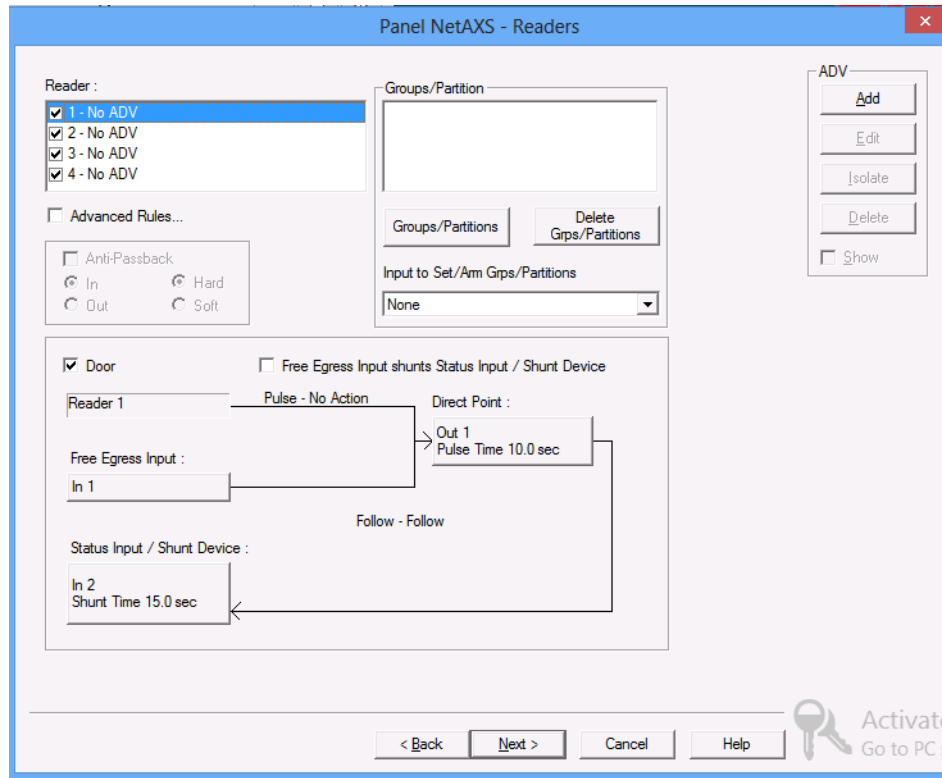 Panel NetAXS - Readers
Reader :
1 - No ADV
2 - No ADV
3 - No ADV
4 - No ADV
Advanced Rules...
Anti-Passback
In
Hard
Out
Soft
Groups/Partition
Groups/Partitions
Delete
Grps/Partitions
Input to Set/Arm Grps/Partitions
None
ADV
Add
Edit
Isolate
Delete
Show
Door
Free Egress Input shunts Status Input / Shunt Device
Reader 1
Pulse - No Action
Direct Point :
Out 1
Pulse Time 10.0 sec
Free Egress Input :
In 1
Follow - Follow
Status Input / Shunt Device :
In 2
Shunt Time 15.0 sec
< Back
Next >
Cancel
Help
Activate
Go to PC